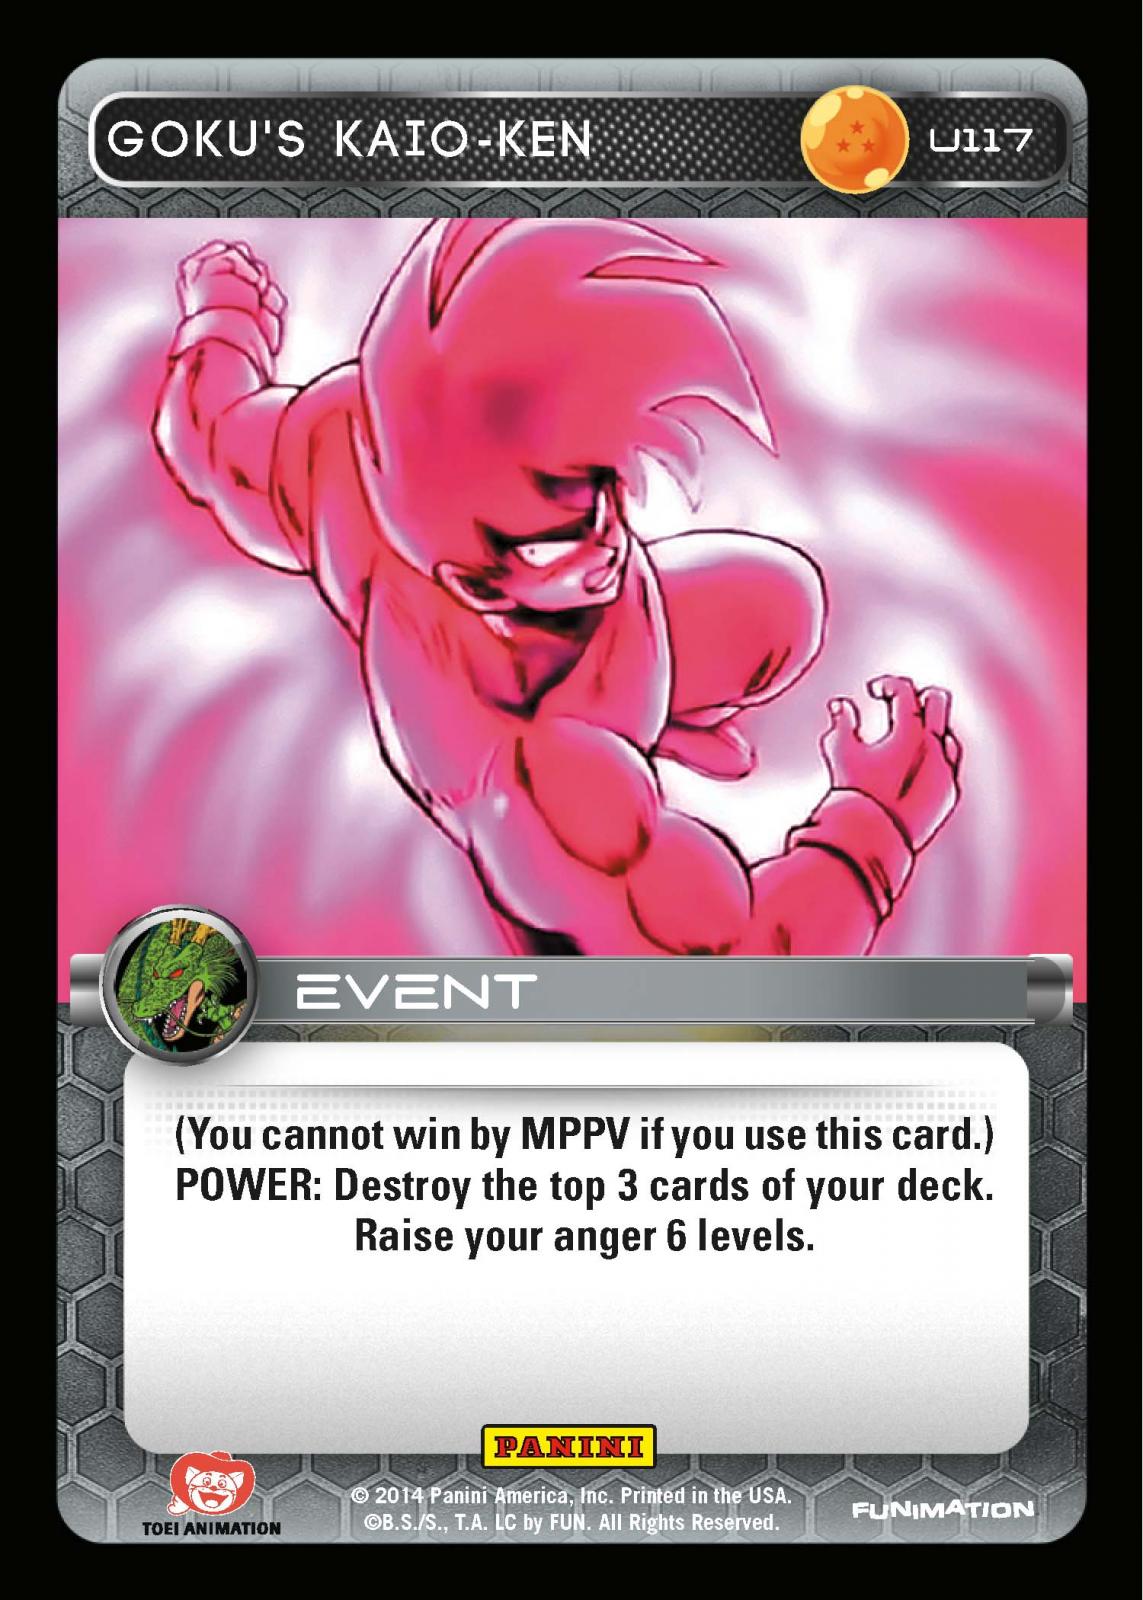 GOKU'S KAIO-KEN
U117
EVENT
(You cannot win by MPPV if you use this card.)
POWER: Destroy the top 3 cards of your deck.
Raise your anger 6 levels.
PANINI
© 2014 Panini America, Inc. Printed in the USA.
©B.S./S., T.A. LC by FUN. All Rights Reserved.
TOEI ANIMATION
FUNIMATION